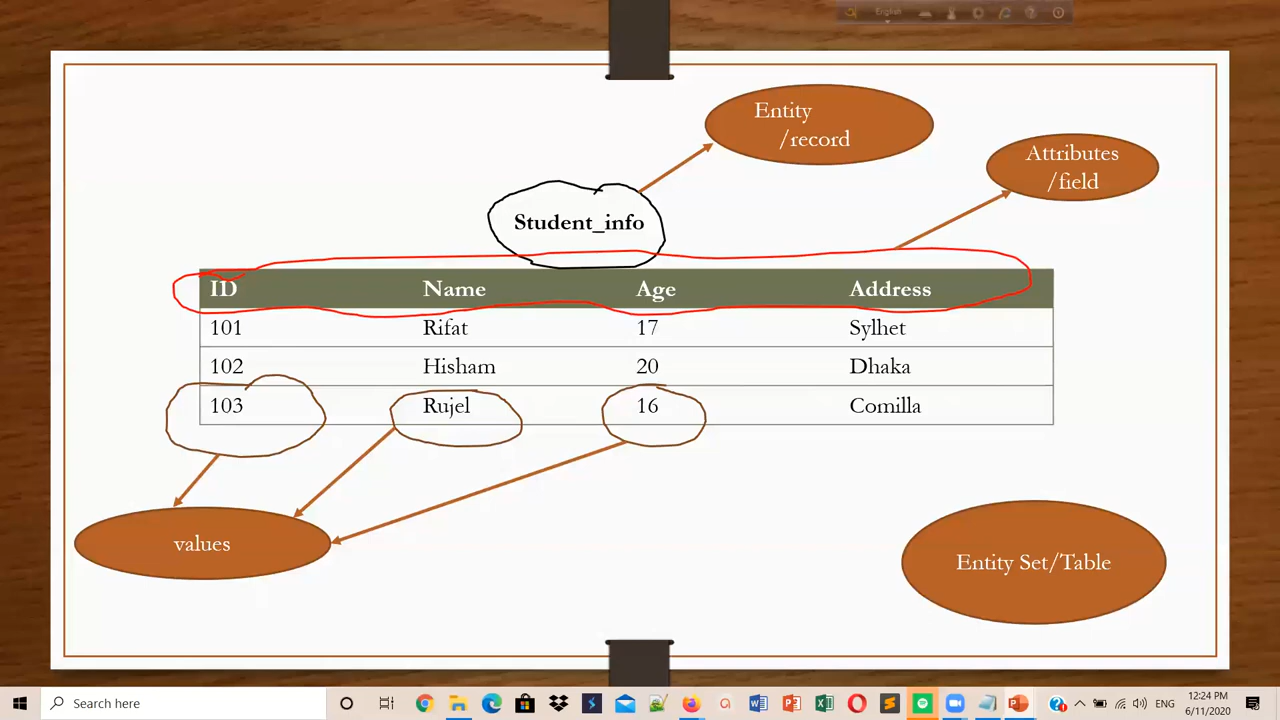 English
Entity
/record
Attributes
/field
Student_info
ID Name Age Address
101 Rifat 17 Sylhet
102 Hisham 20 Dhaka
103 Rujel 16 Comilla
values
Entity Set/Table
Search here
ENG
12:24 PM
6/11/2020